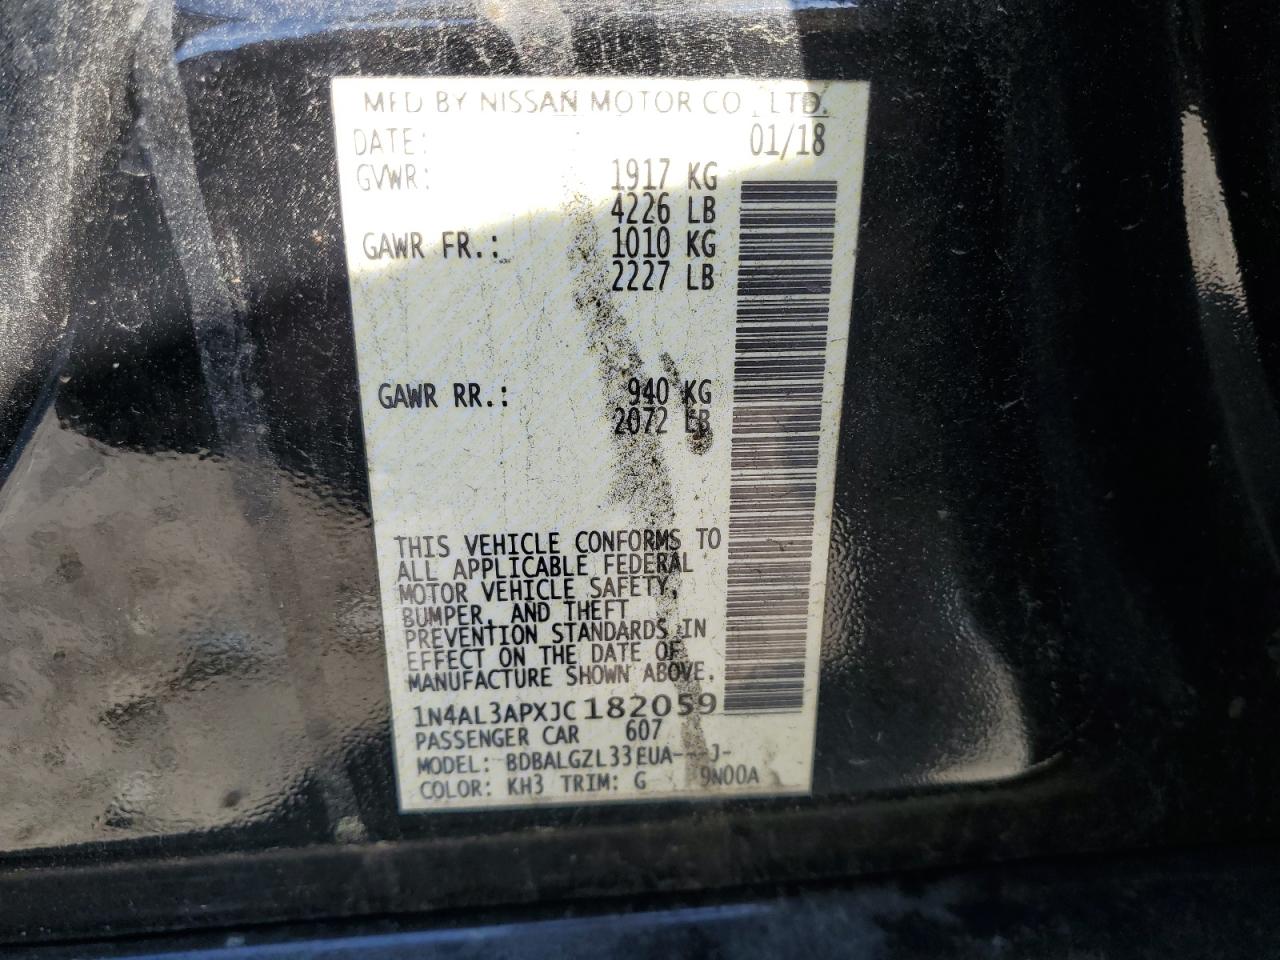 MFD BY NISSAN MOTOR CO., LTD.
DATE: 01/18
GVWR: 1917 KG
4226 LB
GAWR FR.: 1010 KG
2227 LB
GAWR RR.: 940 KG
2072 LB
THIS VEHICLE CONFORMS TO
ALL APPLICABLE FEDERAL
MOTOR VEHICLE SAFETY,
BUMPER, AND THEFT
PREVENTION STANDARDS IN
EFFECT ON THE DATE OF
MANUFACTURE SHOWN ABOVE.
1N4AL3APXJC182059
PASSENGER CAR 607
MODEL: BDBALGZL33EUA---J-
COLOR: KH3 TRIM: G 9N00A